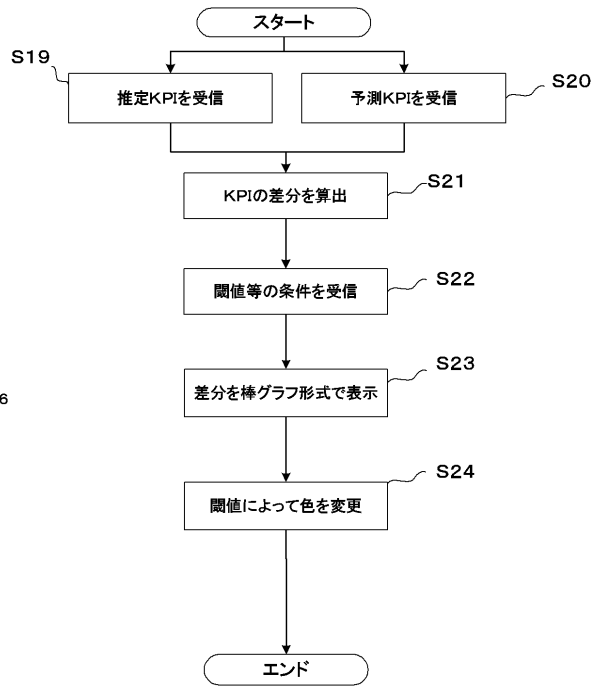 スタート
S19
推定KPIを受信
予測KPIを受信
S20
KPIの差分を算出
S21
閾値等の条件を受信
S22
差分を棒グラフ形式で表示
S23
6
閾値によって色を変更
S24
エンド